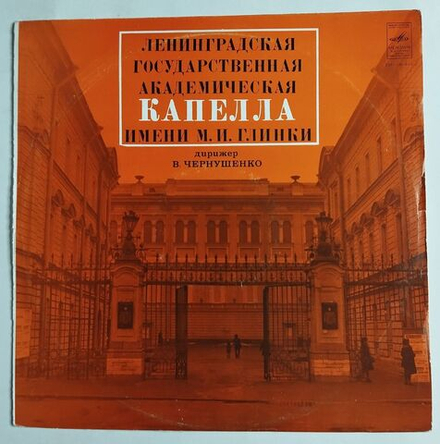 ЛЕНИНГРАДСКАЯ
ГОСУДАРСТВЕННАЯ
АКАДЕМИЧЕСКАЯ
КАПЕЛЛА
ИМЕНИ М. И. ГЛИНКИ
дирижер
В. ЧЕРНУШЕНКО